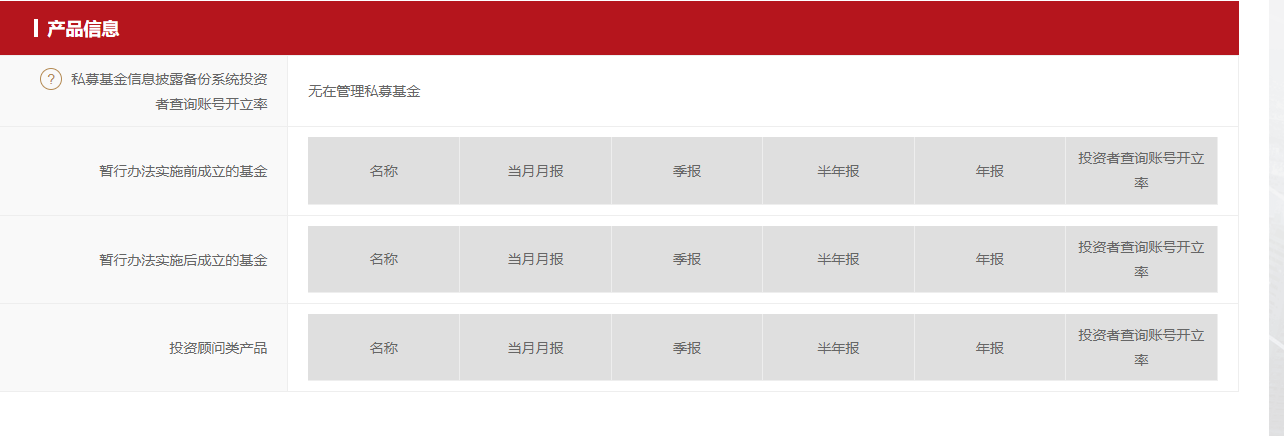 产品信息
? 私募基金信息披露备份系统投资
者查询账号开立率
无在管理私募基金
暂行办法实施前成立的基金
名称 当月月报 季报 半年报 年报 投资者查询账号开立
率
暂行办法实施后成立的基金
名称 当月月报 季报 半年报 年报 投资者查询账号开立
率
投资顾问类产品
名称 当月月报 季报 半年报 年报 投资者查询账号开立
率